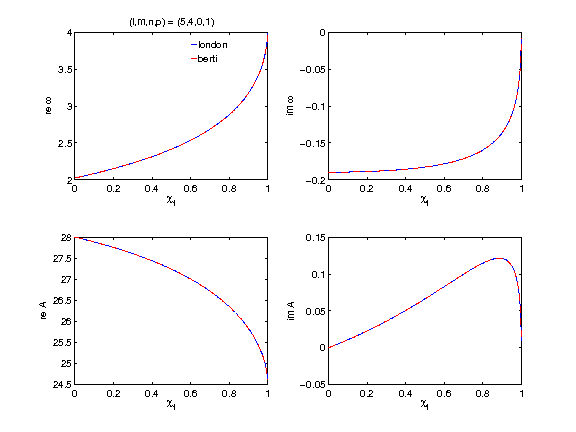 (l,m,n,p) = (5,4,0,1)
london
berti
re ω
4
3.5
3
2.5
2
0 0.2 0.4 0.6 0.8 1
χf
im ω
0
−0.05
−0.1
−0.15
−0.2
0 0.2 0.4 0.6 0.8 1
χf
re A
28
27.5
27
26.5
26
25.5
25
24.5
0 0.2 0.4 0.6 0.8 1
χf
im A
0.15
0.10
0.05
0
−0.05
0 0.2 0.4 0.6 0.8 1
χf